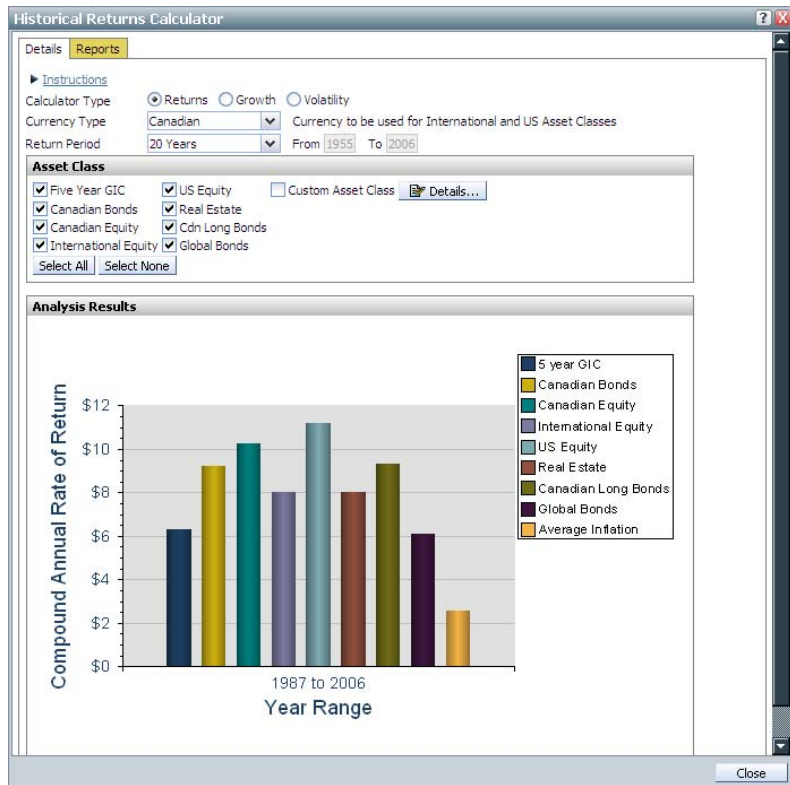 Historical Returns Calculator
Details Reports
Instructions
Calculator Type Returns Growth Volatility
Currency Type Canadian Currency to be used for International and US Asset Classes
Return Period 20 Years From 1955 To 2006
Asset Class
Five Year GIC US Equity Custom Asset Class Details...
Canadian Bonds Real Estate
Canadian Equity Cdn Long Bonds
International Equity Global Bonds
Select All Select None
Analysis Results
5 year GIC
Canadian Bonds
Canadian Equity
International Equity
US Equity
Real Estate
Canadian Long Bonds
Global Bonds
Average Inflation
Compound Annual Rate of Return
$12
$10
$8
$6
$4
$2
$0
1987 to 2006
Year Range
Close